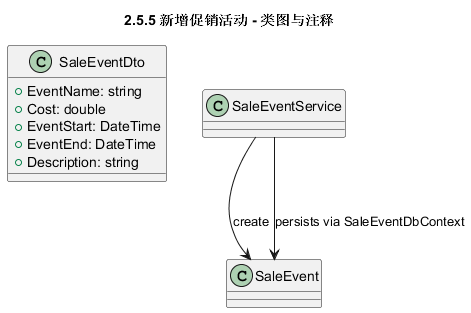 2.5.5 新增促销活动 - 类图与注释
C SaleEventDto
EventName: string
Cost: double
EventStart: DateTime
EventEnd: DateTime
Description: string
C SaleEventService
create
persists via SaleEventDbContext
C SaleEvent